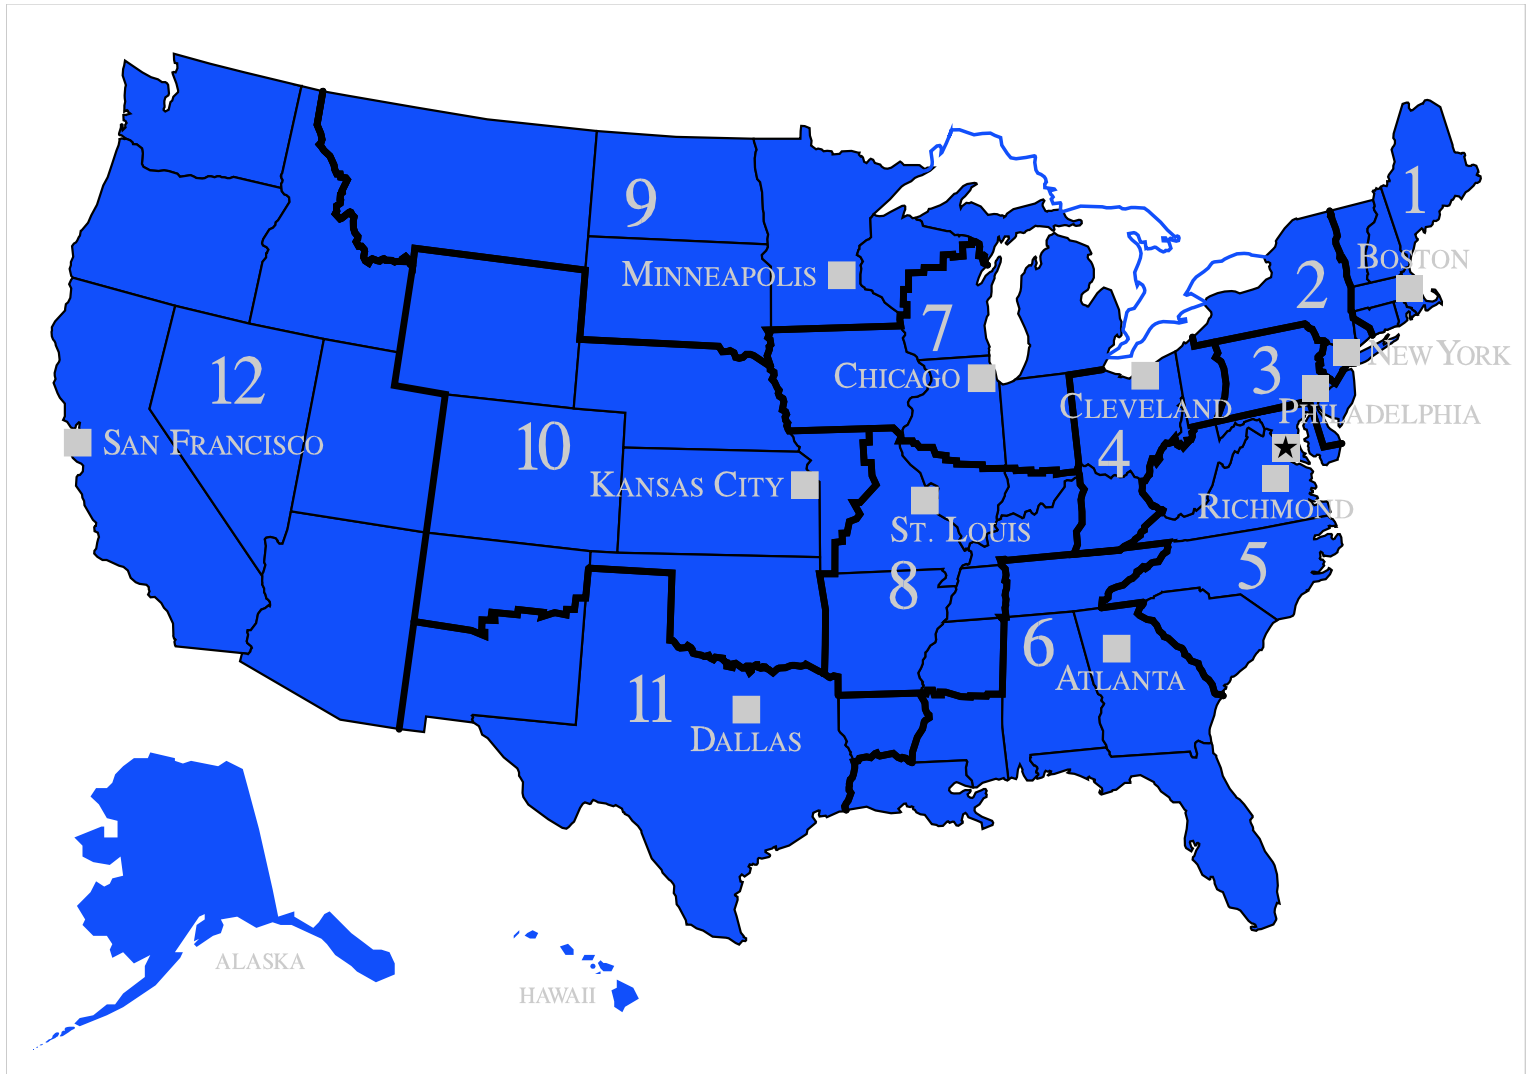 1
9
BOSTON
MINNEAPOLIS
2
7
NEW YORK
12
CHICAGO
3
CLEVELAND
PHILADELPHIA
SAN FRANCISCO
10
4
KANSAS CITY
RICHMOND
ST. LOUIS
5
8
6
ATLANTA
11
DALLAS
ALASKA
HAWAII